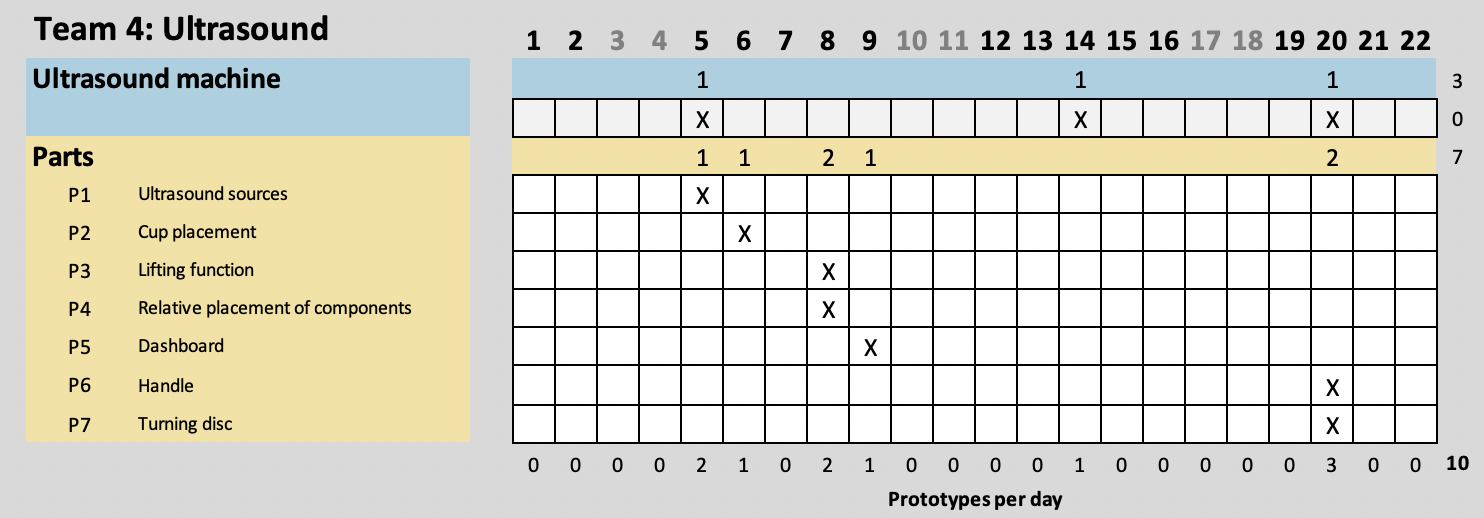 Team 4: Ultrasound
1 2 3 4 5 6 7 8 9 10 11 12 13 14 15 16 17 18 19 20 21 22
Ultrasound machine 1 1 1 3
X X X 0
Parts 1 1 2 1 2 7
P1 Ultrasound sources X
P2 Cup placement X
P3 Lifting function X
P4 Relative placement of components X
P5 Dashboard X
P6 Handle X
P7 Turning disc X
0 0 0 0 2 1 0 2 1 0 0 0 0 1 0 0 0 0 0 3 0 0 10
Prototypes per day